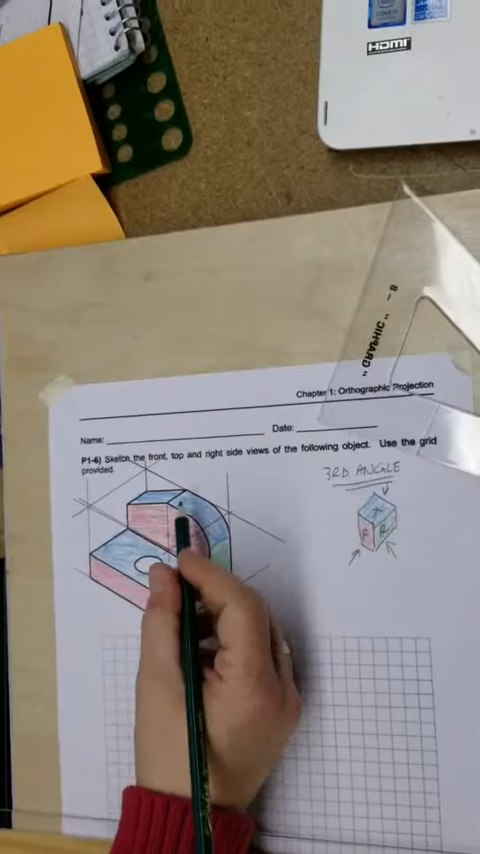 HDMI
"GRAPHIC" - 8
Chapter 1: Orthographic Projection
Name: Date:
P1-6) Sketch the front, top and right side views of the following object. Use the grid
provided.
3RD ANGLE
T
F R